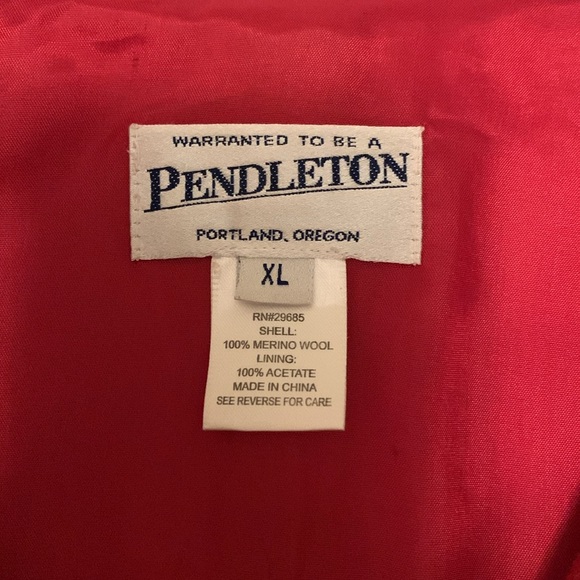 WARRANTED TO BE A
PENDLETON
PORTLAND, OREGON
XL
RN#29685
SHELL:
100% MERINO WOOL
LINING:
100% ACETATE
MADE IN CHINA
SEE REVERSE FOR CARE